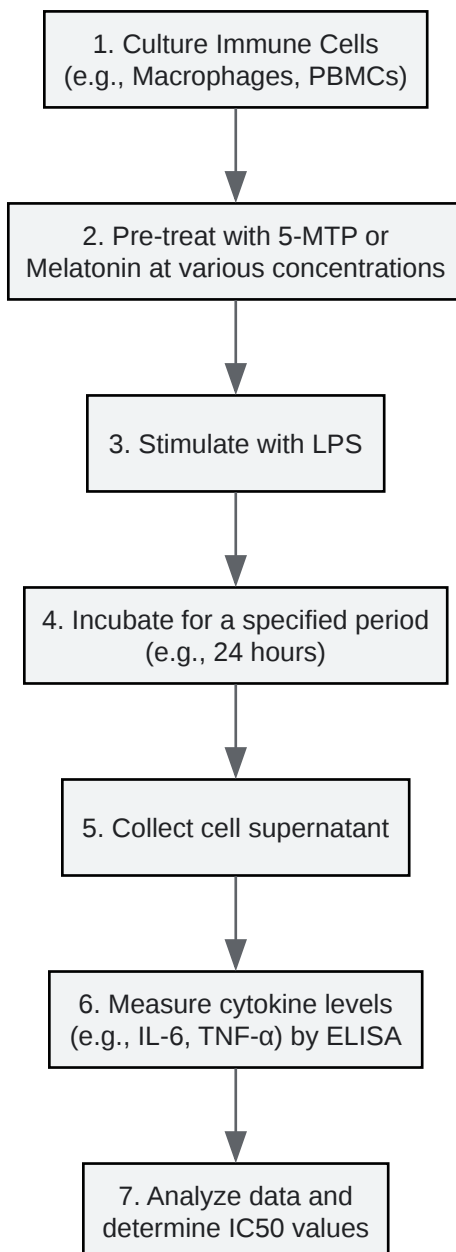 1. Culture Immune Cells
(e.g., Macrophages, PBMCs)
2. Pre-treat with 5-MTP or
Melatonin at various concentrations
3. Stimulate with LPS
4. Incubate for a specified period
(e.g., 24 hours)
5. Collect cell supernatant
6. Measure cytokine levels
(e.g., IL-6, TNF-α) by ELISA
7. Analyze data and
determine IC50 values